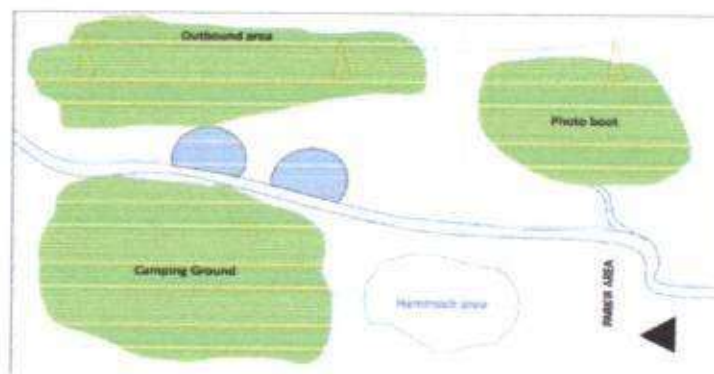 Outbound area
Photo boot
Camping Ground
Hammock area
PARKIR AREA